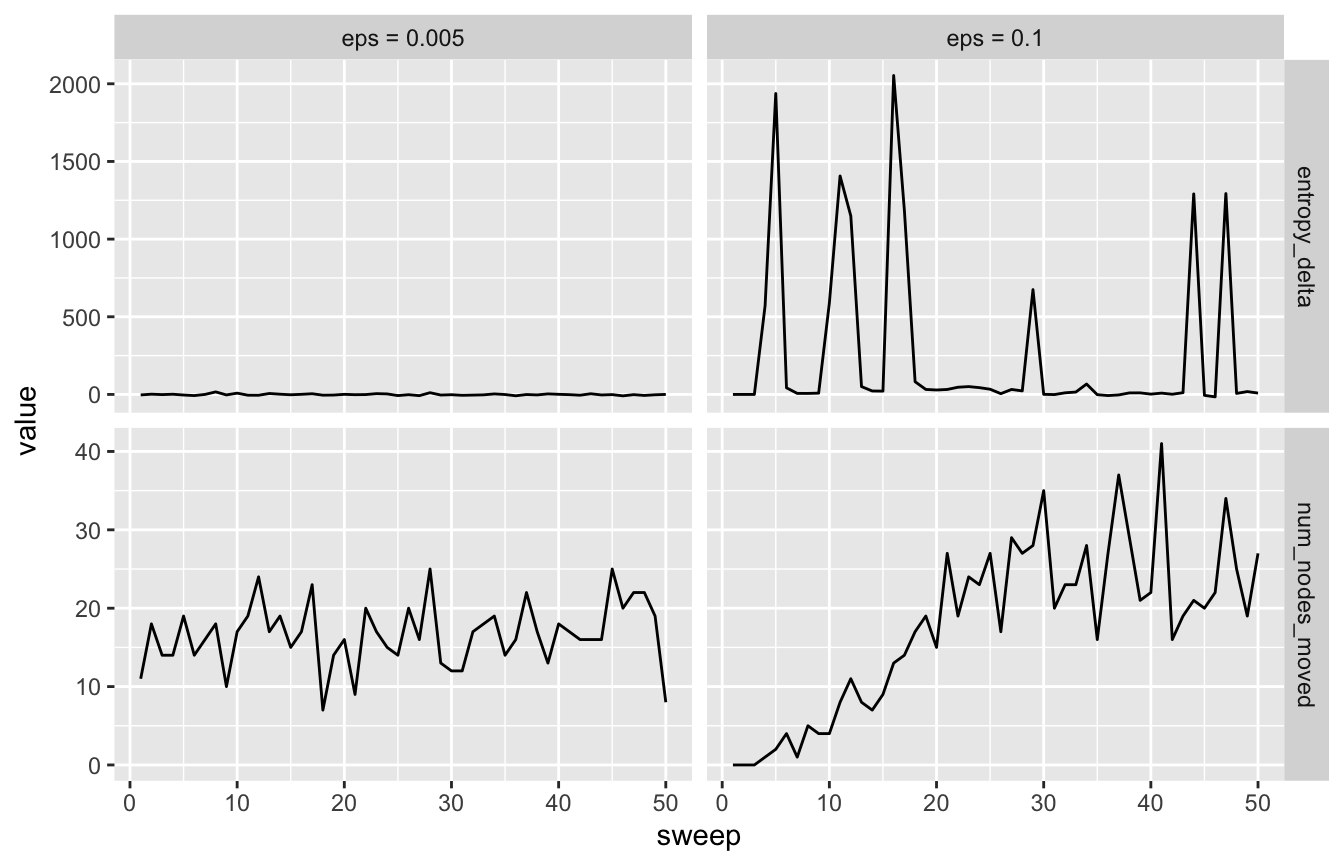 eps = 0.005
eps = 0.1
2000
1500
1000
500
0
entropy_delta
value
40
30
20
10
0
num_nodes_moved
0 10 20 30 40 50
0 10 20 30 40 50
sweep